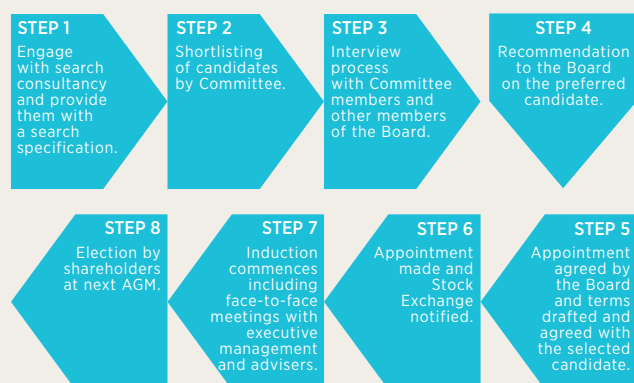 STEP 1
Engage
with search
consultancy
and provide
them with
a search
specification.
STEP 2
Shortlisting
of candidates
by Committee.
STEP 3
Interview
process
with Committee
members and
other members
of the Board.
STEP 4
Recommendation
to the Board
on the preferred
candidate.
STEP 5
Appointment
agreed by
the Board
and terms
drafted and
agreed with
the selected
candidate.
STEP 6
Appointment
made and
Stock
Exchange
notified.
STEP 7
Induction
commences
including
face-to-face
meetings with
executive
management
and advisers.
STEP 8
Election by
shareholders
at next AGM.